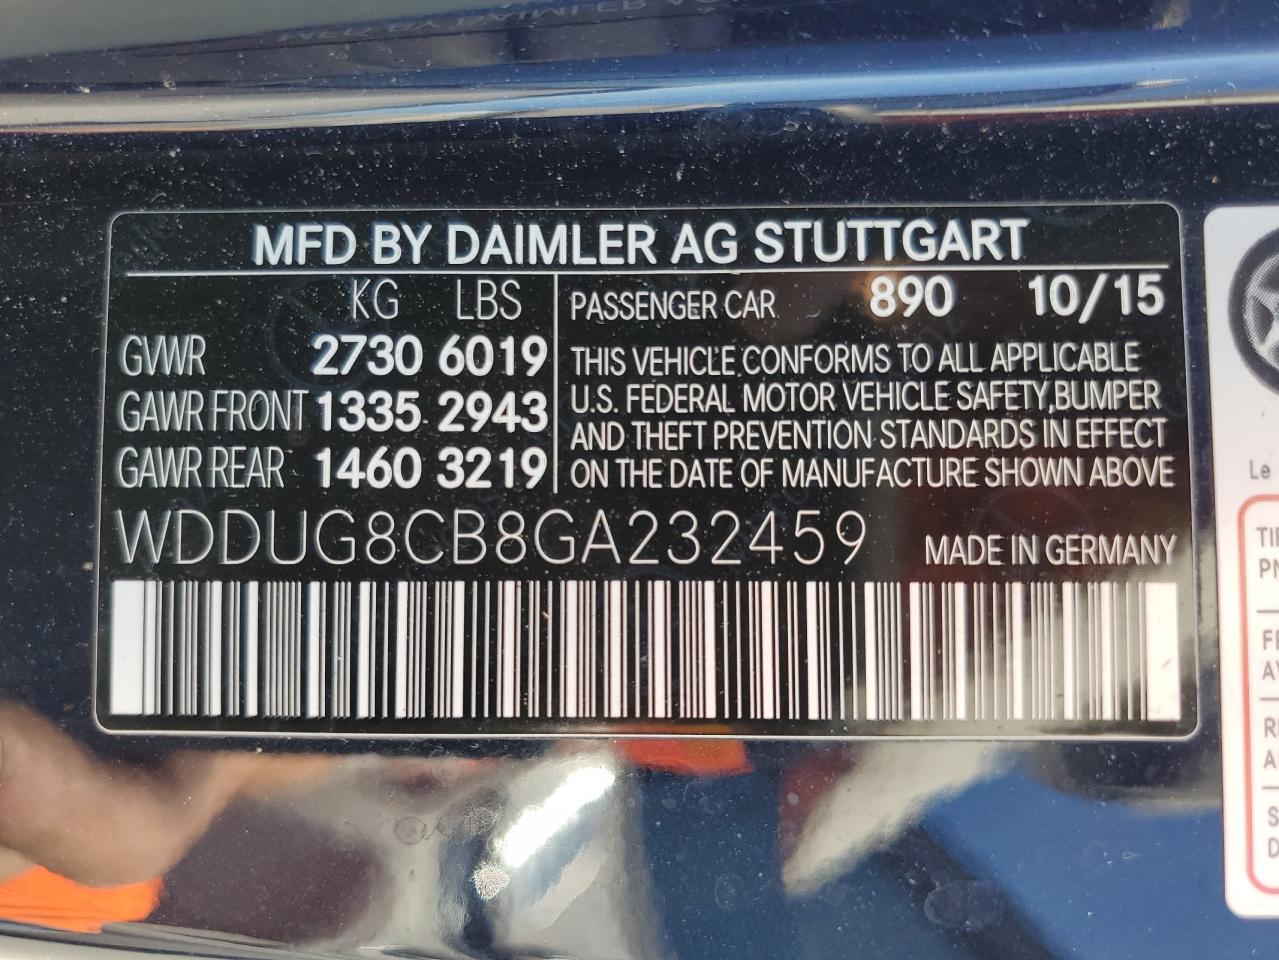 MFD BY DAIMLER AG STUTTGART
KG LBS
GVWR 2730 6019
GAWR FRONT 1335 2943
GAWR REAR 1460 3219
PASSENGER CAR 890 10/15
THIS VEHICLE CONFORMS TO ALL APPLICABLE
U.S. FEDERAL MOTOR VEHICLE SAFETY,BUMPER
AND THEFT PREVENTION STANDARDS IN EFFECT
ON THE DATE OF MANUFACTURE SHOWN ABOVE
WDDUG8CB8GA232459 MADE IN GERMANY
Le